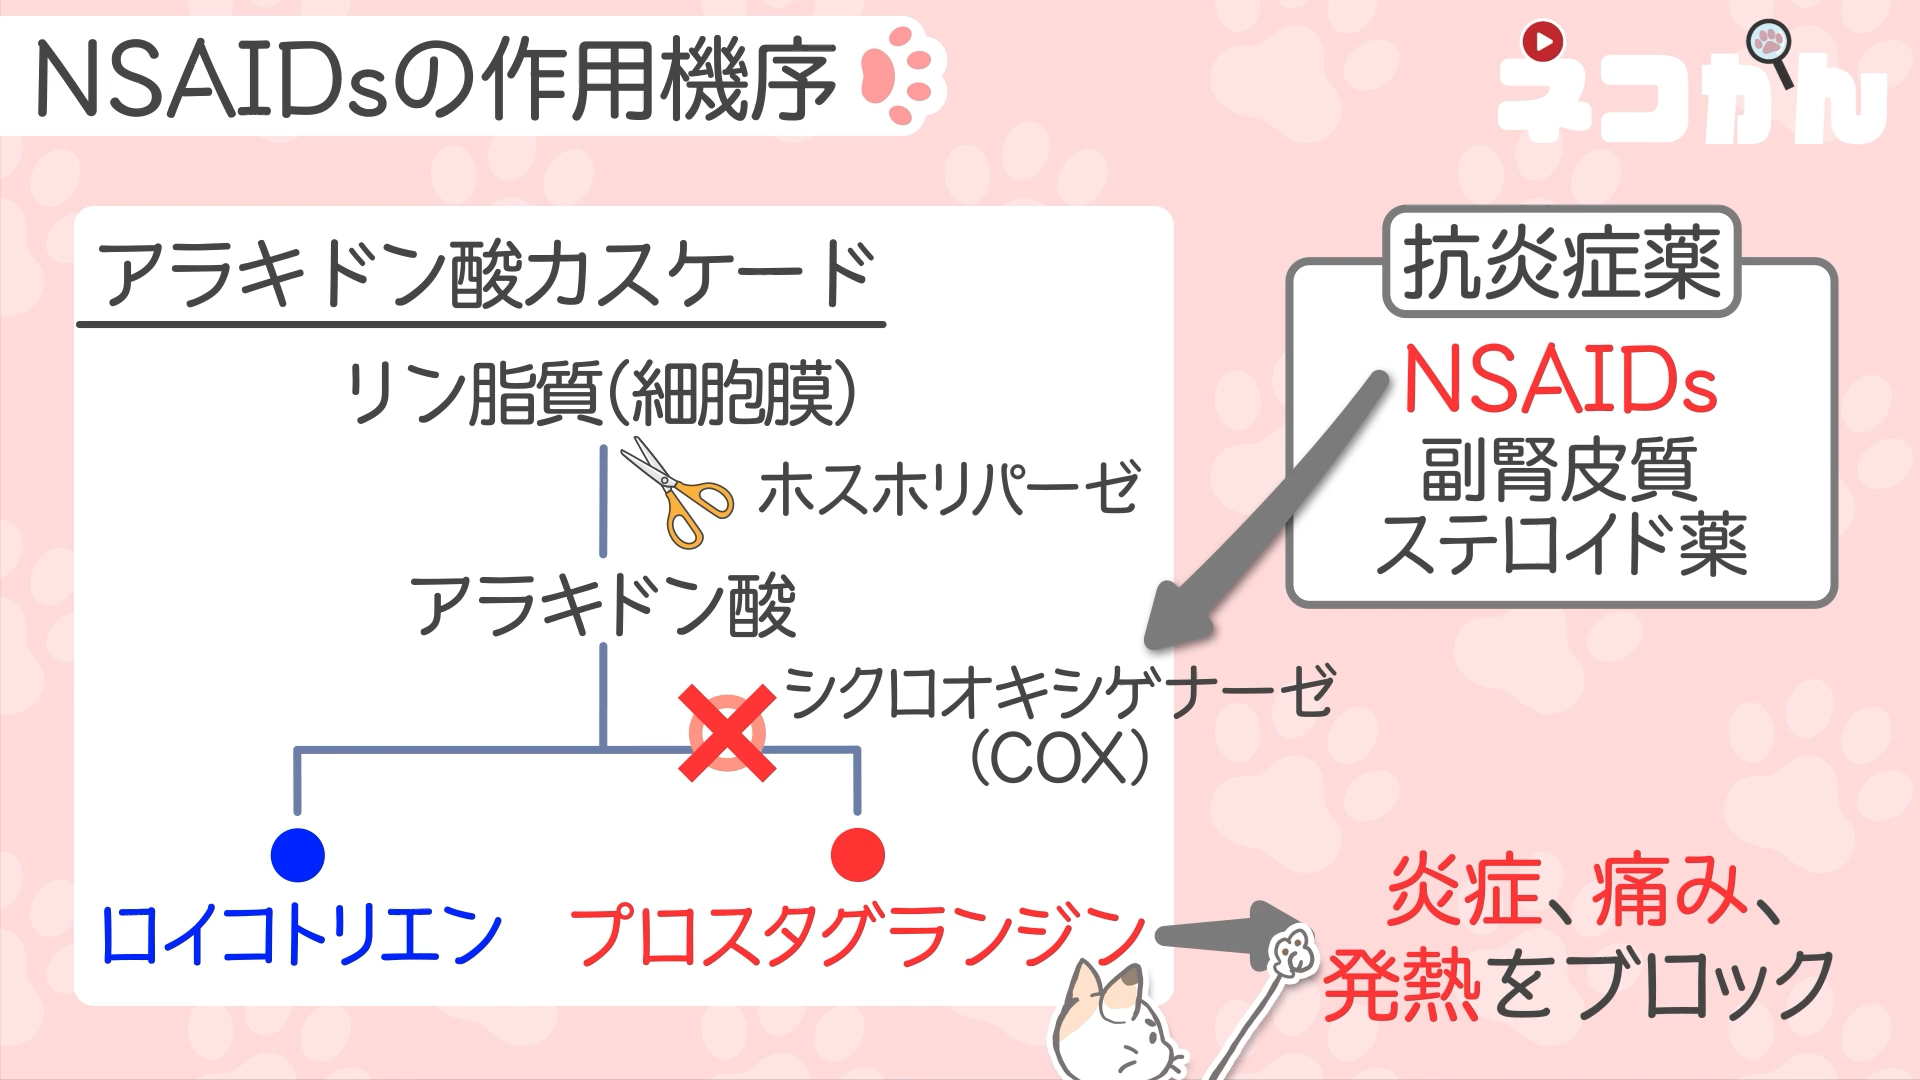 NSAIDsの作用機序
ネコかん
アラキドン酸カスケード
リン脂質(細胞膜)
ホスホリパーゼ
アラキドン酸
シクロオキシゲナーゼ
(COX)
ロイコトリエン
プロスタグランジン
抗炎症薬
NSAIDs
副腎皮質
ステロイド薬
炎症、痛み、
発熱をブロック